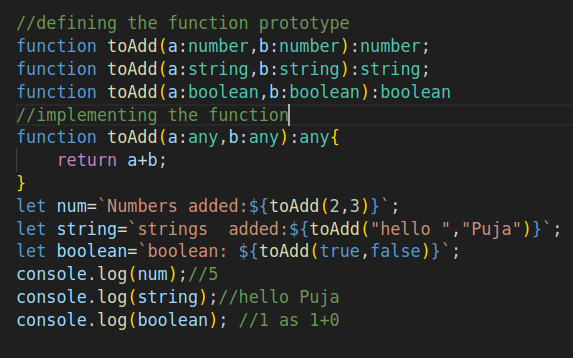 //defining the function prototype
function toAdd(a:number,b:number):number;
function toAdd(a:string,b:string):string;
function toAdd(a:boolean,b:boolean):boolean
//implementing the function
function toAdd(a:any,b:any):any{
    return a+b;
}
let num=`Numbers added:${toAdd(2,3)}`;
let string=`strings  added:${toAdd("hello ","Puja")}`;
let boolean=`boolean: ${toAdd(true,false)}`;
console.log(num);//5
console.log(string);//hello Puja
console.log(boolean); //1 as 1+0